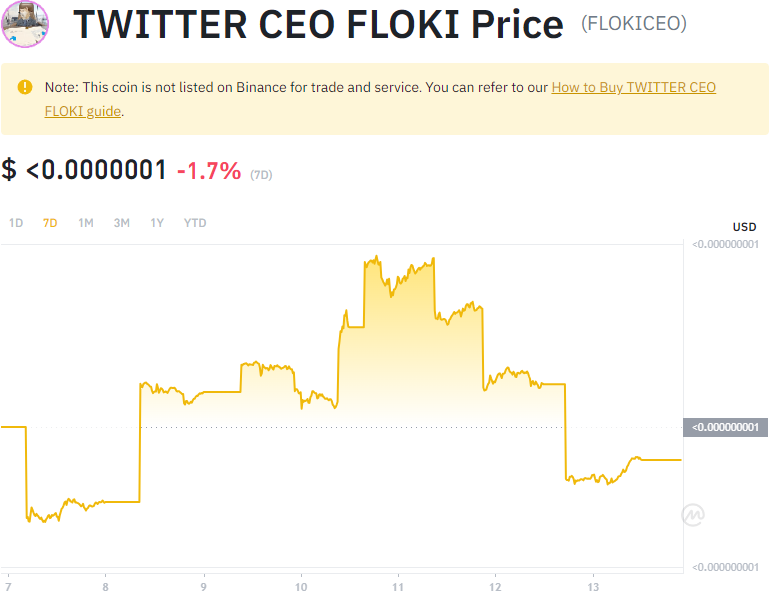 TWITTER CEO FLOKI Price (FLOKICEO)
Note: This coin is not listed on Binance for trade and service. You can refer to our How to Buy TWITTER CEO
FLOKI guide.
$ <0.0000001 -1.7% (7D)
1D 7D 1M 3M 1Y YTD
USD
<0.000000001
<0.000000001
<0.000000001
7 8 9 10 11 12 13